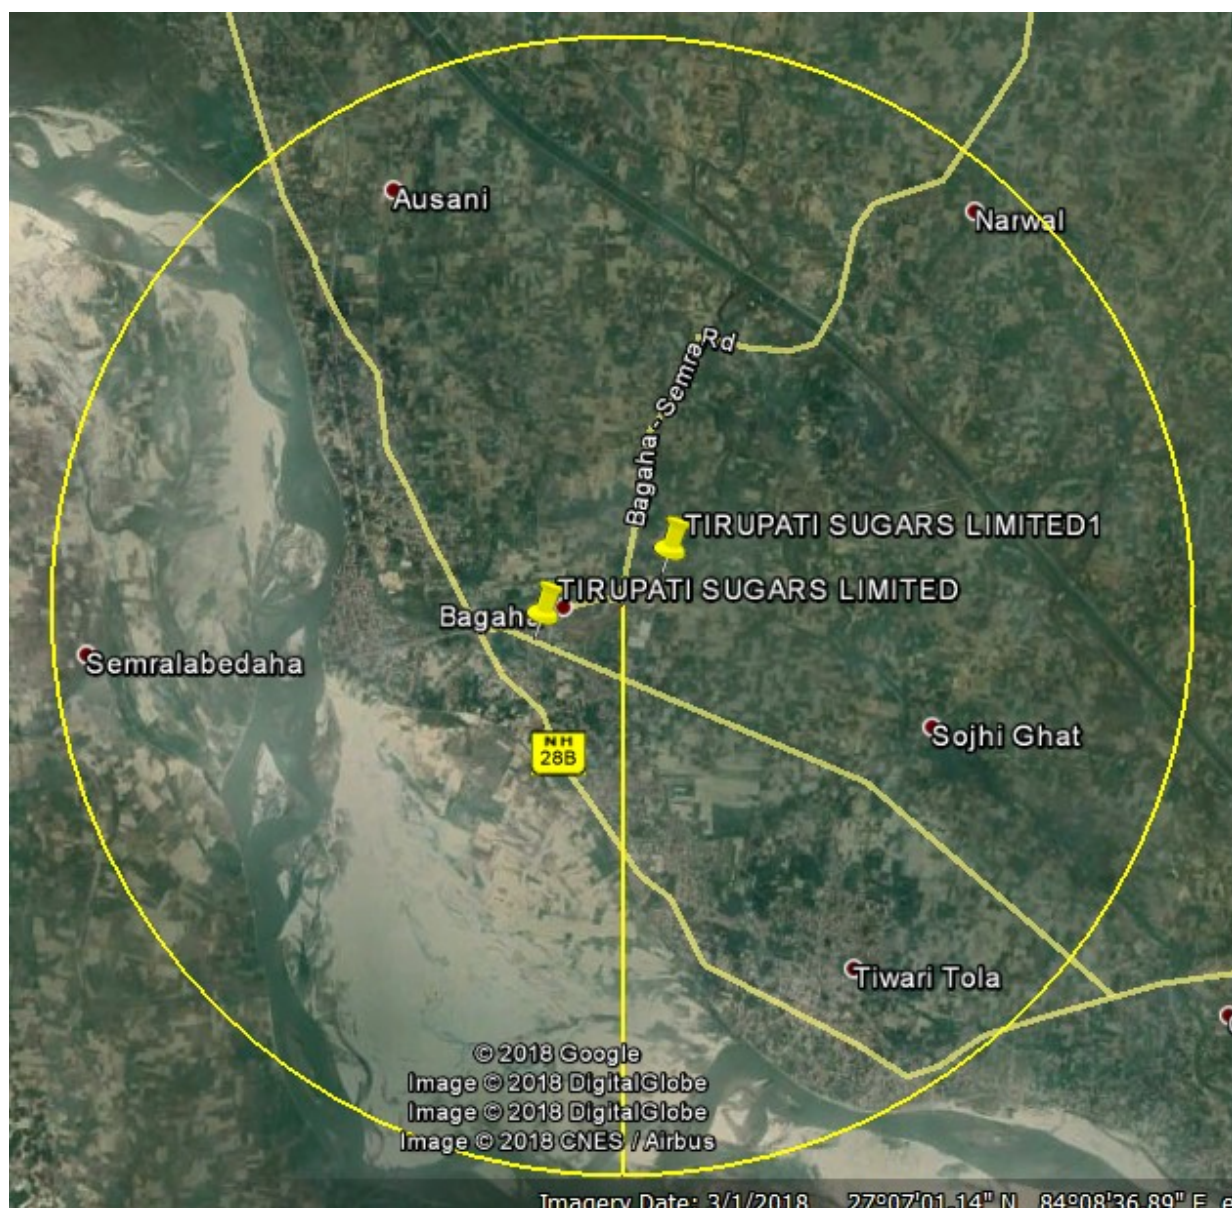 Ausani
Narwal
Bagaha - Semra Rd
TIRUPATI SUGARS LIMITED1
TIRUPATI SUGARS LIMITED
Bagaha
Semralabedaha
NH
28B
Sojhi Ghat
Tiwari Tola
© 2018 Google
Image © 2018 DigitalGlobe
Image © 2018 DigitalGlobe
Image © 2018 CNES / Airbus
Imagery Date: 3/1/2018 27°07'01.14" N 84°08'36.89" E